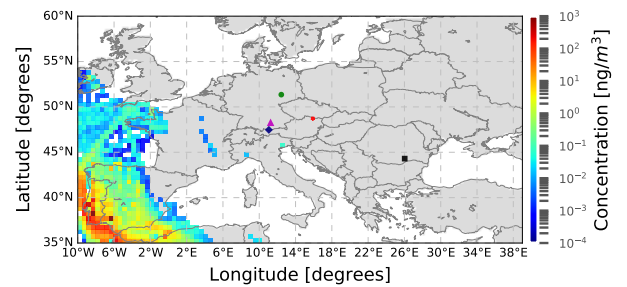 60°N
55°N
50°N
45°N
40°N
35°N
10°W 6°W 2°W 2°E 6°E 10°E 14°E 18°E 22°E 26°E 30°E 34°E 38°E
Longitude [degrees]
Latitude [degrees]
10³
10²
10¹
10⁰
10⁻¹
10⁻²
10⁻³
10⁻⁴
Concentration [ng/m³]